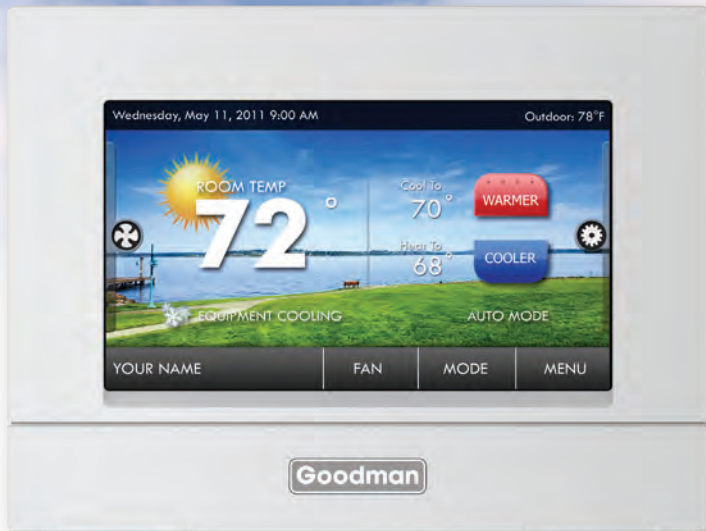 Wednesday, May 11, 2011 9:00 AM
Outdoor: 78°F
ROOM TEMP
72°
Cool To
70°
WARMER
Heat To
68°
COOLER
EQUIPMENT COOLING
AUTO MODE
YOUR NAME
FAN
MODE
MENU
Goodman